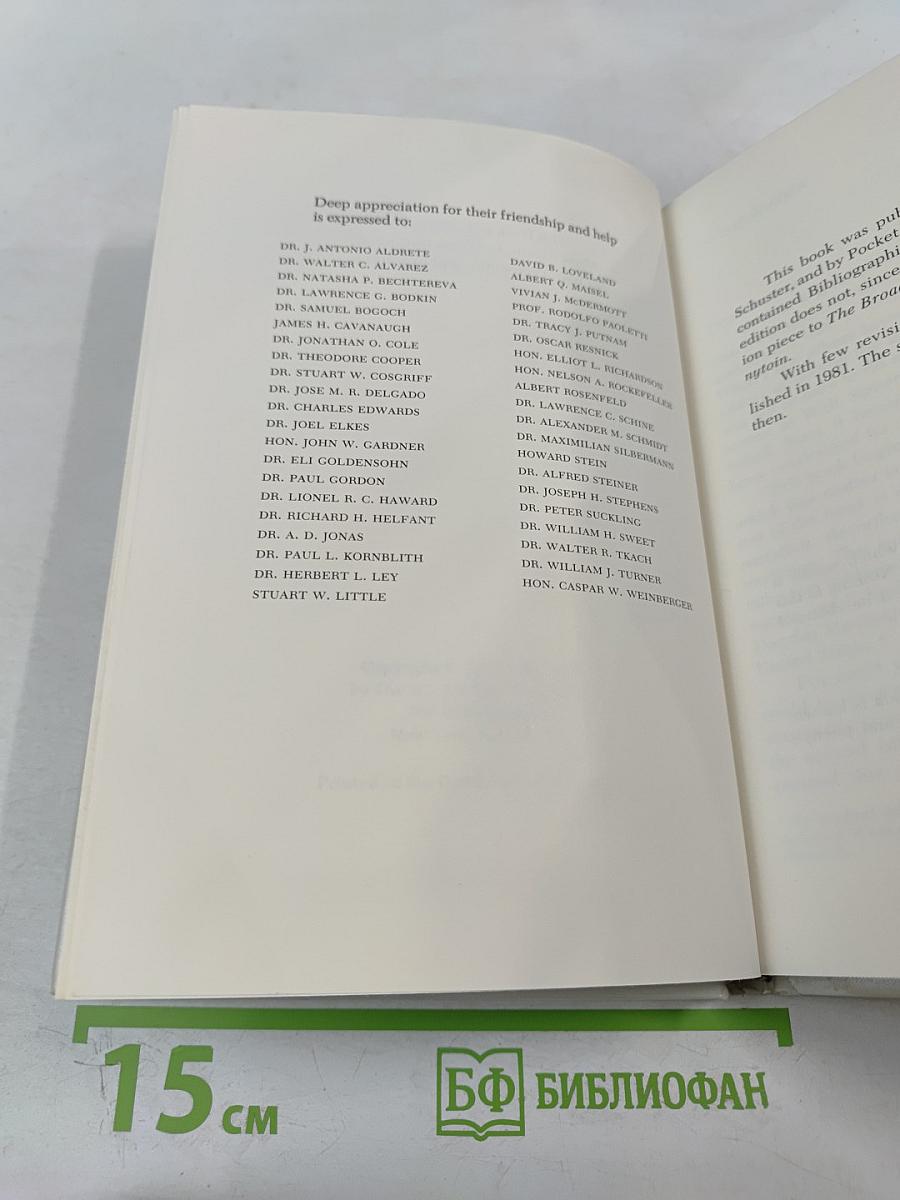 Deep appreciation for their friendship and help
is expressed to:
DR. J. ANTONIO ALDRETE
DR. WALTER C. ALVAREZ
DR. NATASHA P. BECHTEREVA
DR. LAWRENCE G. BODKIN
DR. SAMUEL BOGOCH
JAMES H. CAVANAUGH
DR. JONATHAN O. COLE
DR. THEODORE COOPER
DR. STUART W. COSGRIFF
DR. JOSE M. R. DELGADO
DR. CHARLES EDWARDS
DR. JOEL ELKES
HON. JOHN W. GARDNER
DR. ELI GOLDENSOHN
DR. PAUL GORDON
DR. LIONEL R. C. HAWARD
DR. RICHARD H. HELFANT
DR. A. D. JONAS
DR. PAUL L. KORNBLITH
DR. HERBERT L. LEY
STUART W. LITTLE
DAVID B. LOVELAND
ALBERT Q. MAISEL
VIVIAN J. McDERMOTT
PROF. RODOLFO PAOLETTI
DR. TRACY J. PUTNAM
DR. OSCAR RESNICK
HON. ELLIOT L. RICHARDSON
HON. NELSON A. ROCKEFELLER
ALBERT ROSENFELD
DR. LAWRENCE C. SCHINE
DR. ALEXANDER M. SCHMIDT
DR. MAXIMILIAN SILBERMANN
HOWARD STEIN
DR. ALFRED STEINER
DR. JOSEPH H. STEPHENS
DR. PETER SUCKLING
DR. WILLIAM H. SWEET
DR. WALTER R. TKACH
DR. WILLIAM J. TURNER
HON. CASPAR W. WEINBERGER
This book was pub
Schuster, and by Pocket
contained Bibliographi
edition does not, since
ion piece to The Broad
nytoin.
With few revisi
lished in 1981. The s
then.
15 см
БФ БИБЛИОФАН